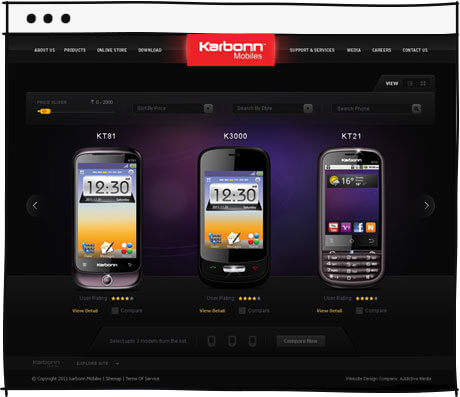 ABOUT US PRODUCTS ONLINE STORE DOWNLOAD Karbonn SUPPORT & SERVICES MEDIA CAREERS CONTACT US
Mobiles
VIEW
PRICE SLIDER ₹ 0 - 2000 Sort By Price Search By Style Search Phone
KT81 K3000 KT21
12:30 12:30 Karbonn
16°
karbonn
User Rating User Rating User Rating
View Detail Compare View Detail Compare View Detail Compare
Select upto 3 models from the list Compare Now
Karbonn EXPLORE SITE
© Copyright 2011 karbonn Mobiles | Sitemap | Terms Of Service Website Design Company: Addictive Media